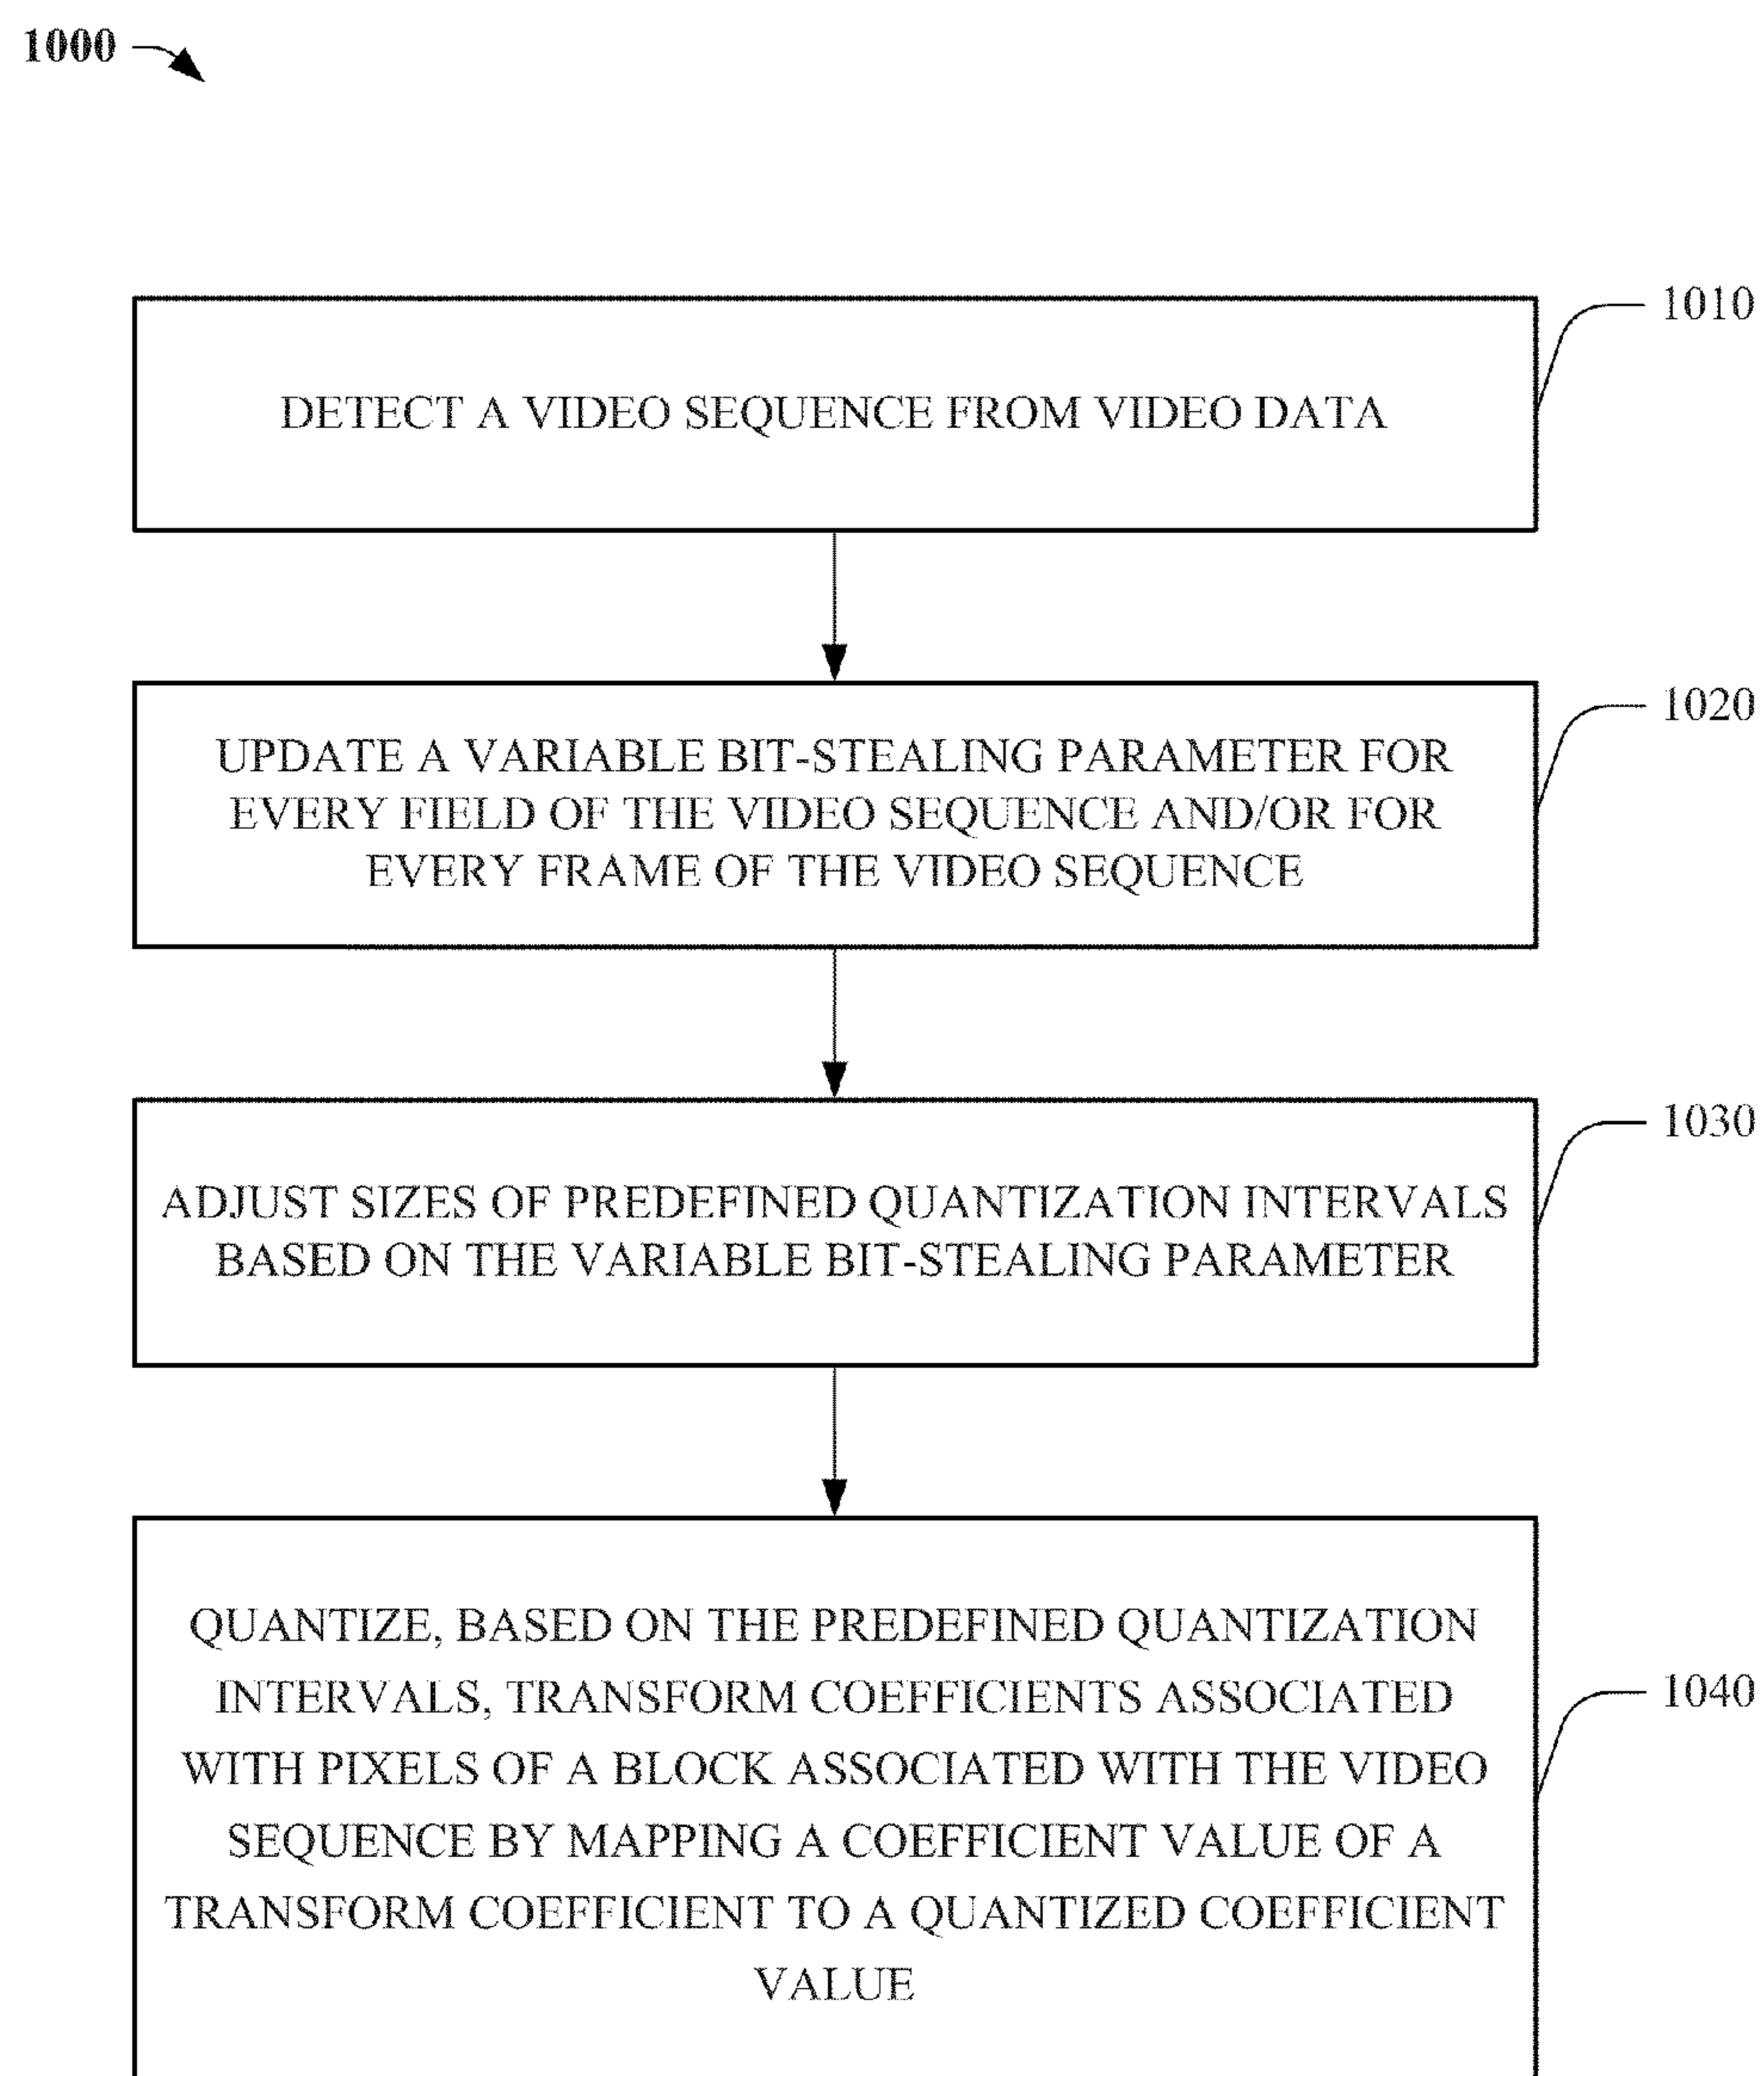 1000
1010
DETECT A VIDEO SEQUENCE FROM VIDEO DATA
1020
UPDATE A VARIABLE BIT-STEALING PARAMETER FOR
EVERY FIELD OF THE VIDEO SEQUENCE AND/OR FOR
EVERY FRAME OF THE VIDEO SEQUENCE
1030
ADJUST SIZES OF PREDEFINED QUANTIZATION INTERVALS
BASED ON THE VARIABLE BIT-STEALING PARAMETER
1040
QUANTIZE, BASED ON THE PREDEFINED QUANTIZATION
INTERVALS, TRANSFORM COEFFICIENTS ASSOCIATED
WITH PIXELS OF A BLOCK ASSOCIATED WITH THE VIDEO
SEQUENCE BY MAPPING A COEFFICIENT VALUE OF A
TRANSFORM COEFFICIENT TO A QUANTIZED COEFFICIENT
VALUE